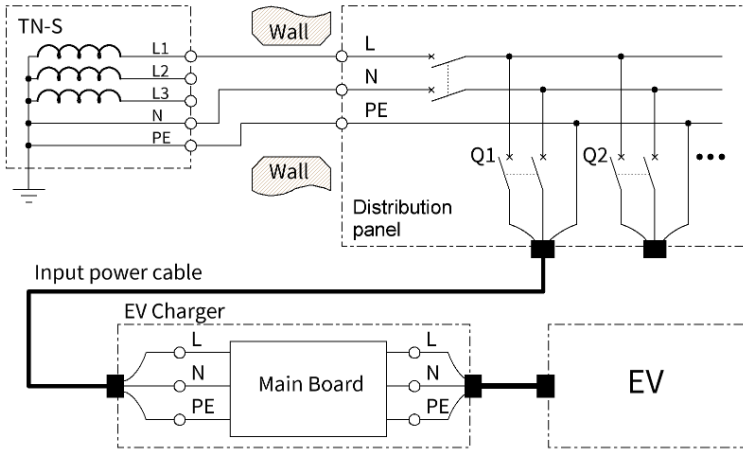 TN-S
L1
L2
L3
N
PE
Wall
Wall
L
N
PE
Q1
Q2
Distribution
panel
Input power cable
EV Charger
L
N
PE
Main Board
L
N
PE
EV